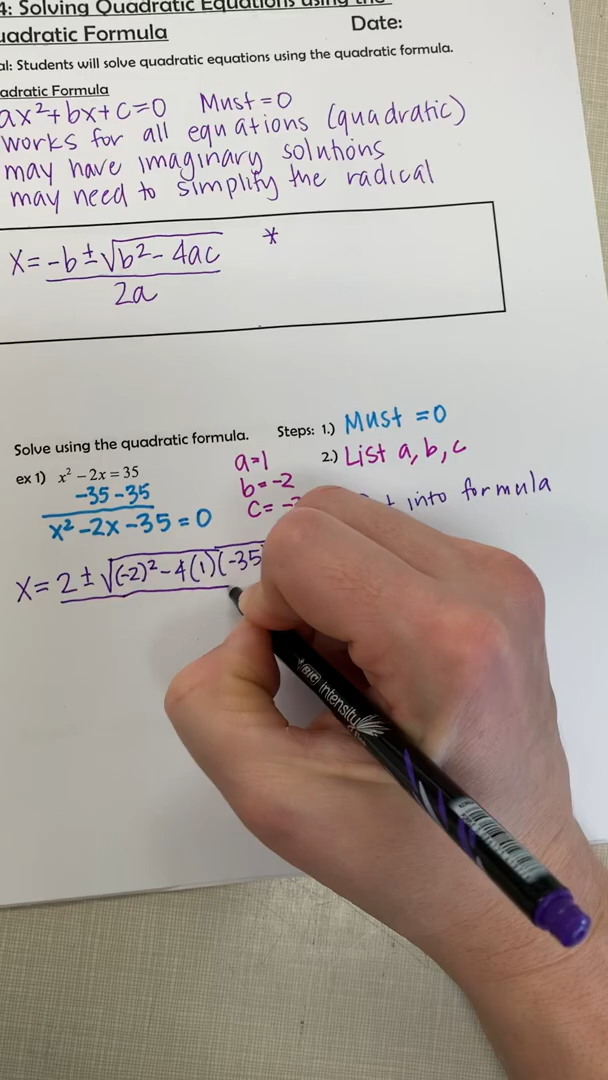 4: Solving Quadratic Equations using the
uadratic Formula Date:
al: Students will solve quadratic equations using the quadratic formula.
adratic Formula
ax²+bx+c=0 Must=0
works for all equations (quadratic)
may have imaginary solutions
may need to simplify the radical
x= -b±√b²-4ac *
2a
Solve using the quadratic formula. Steps: 1.) Must =0
2.) List a, b, c
into formula
ex 1) x² - 2x = 35
-35 -35
x²-2x-35=0
a=1
b=-2
c=-
x= 2±√(-2)²-4(1)(-35
BIC intensity